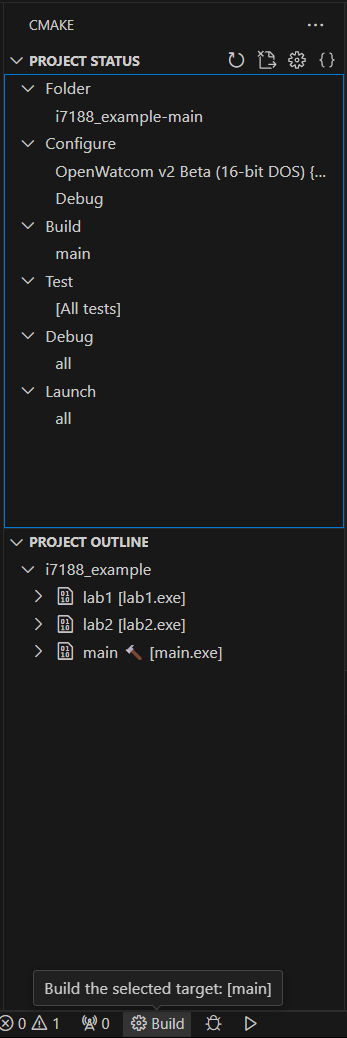 CMAKE
PROJECT STATUS
Folder
i7188_example-main
Configure
OpenWatcom v2 Beta (16-bit DOS) {...
Debug
Build
main
Test
[All tests]
Debug
all
Launch
all
PROJECT OUTLINE
i7188_example
lab1 [lab1.exe]
lab2 [lab2.exe]
main [main.exe]
Build the selected target: [main]
0 1 0 Build